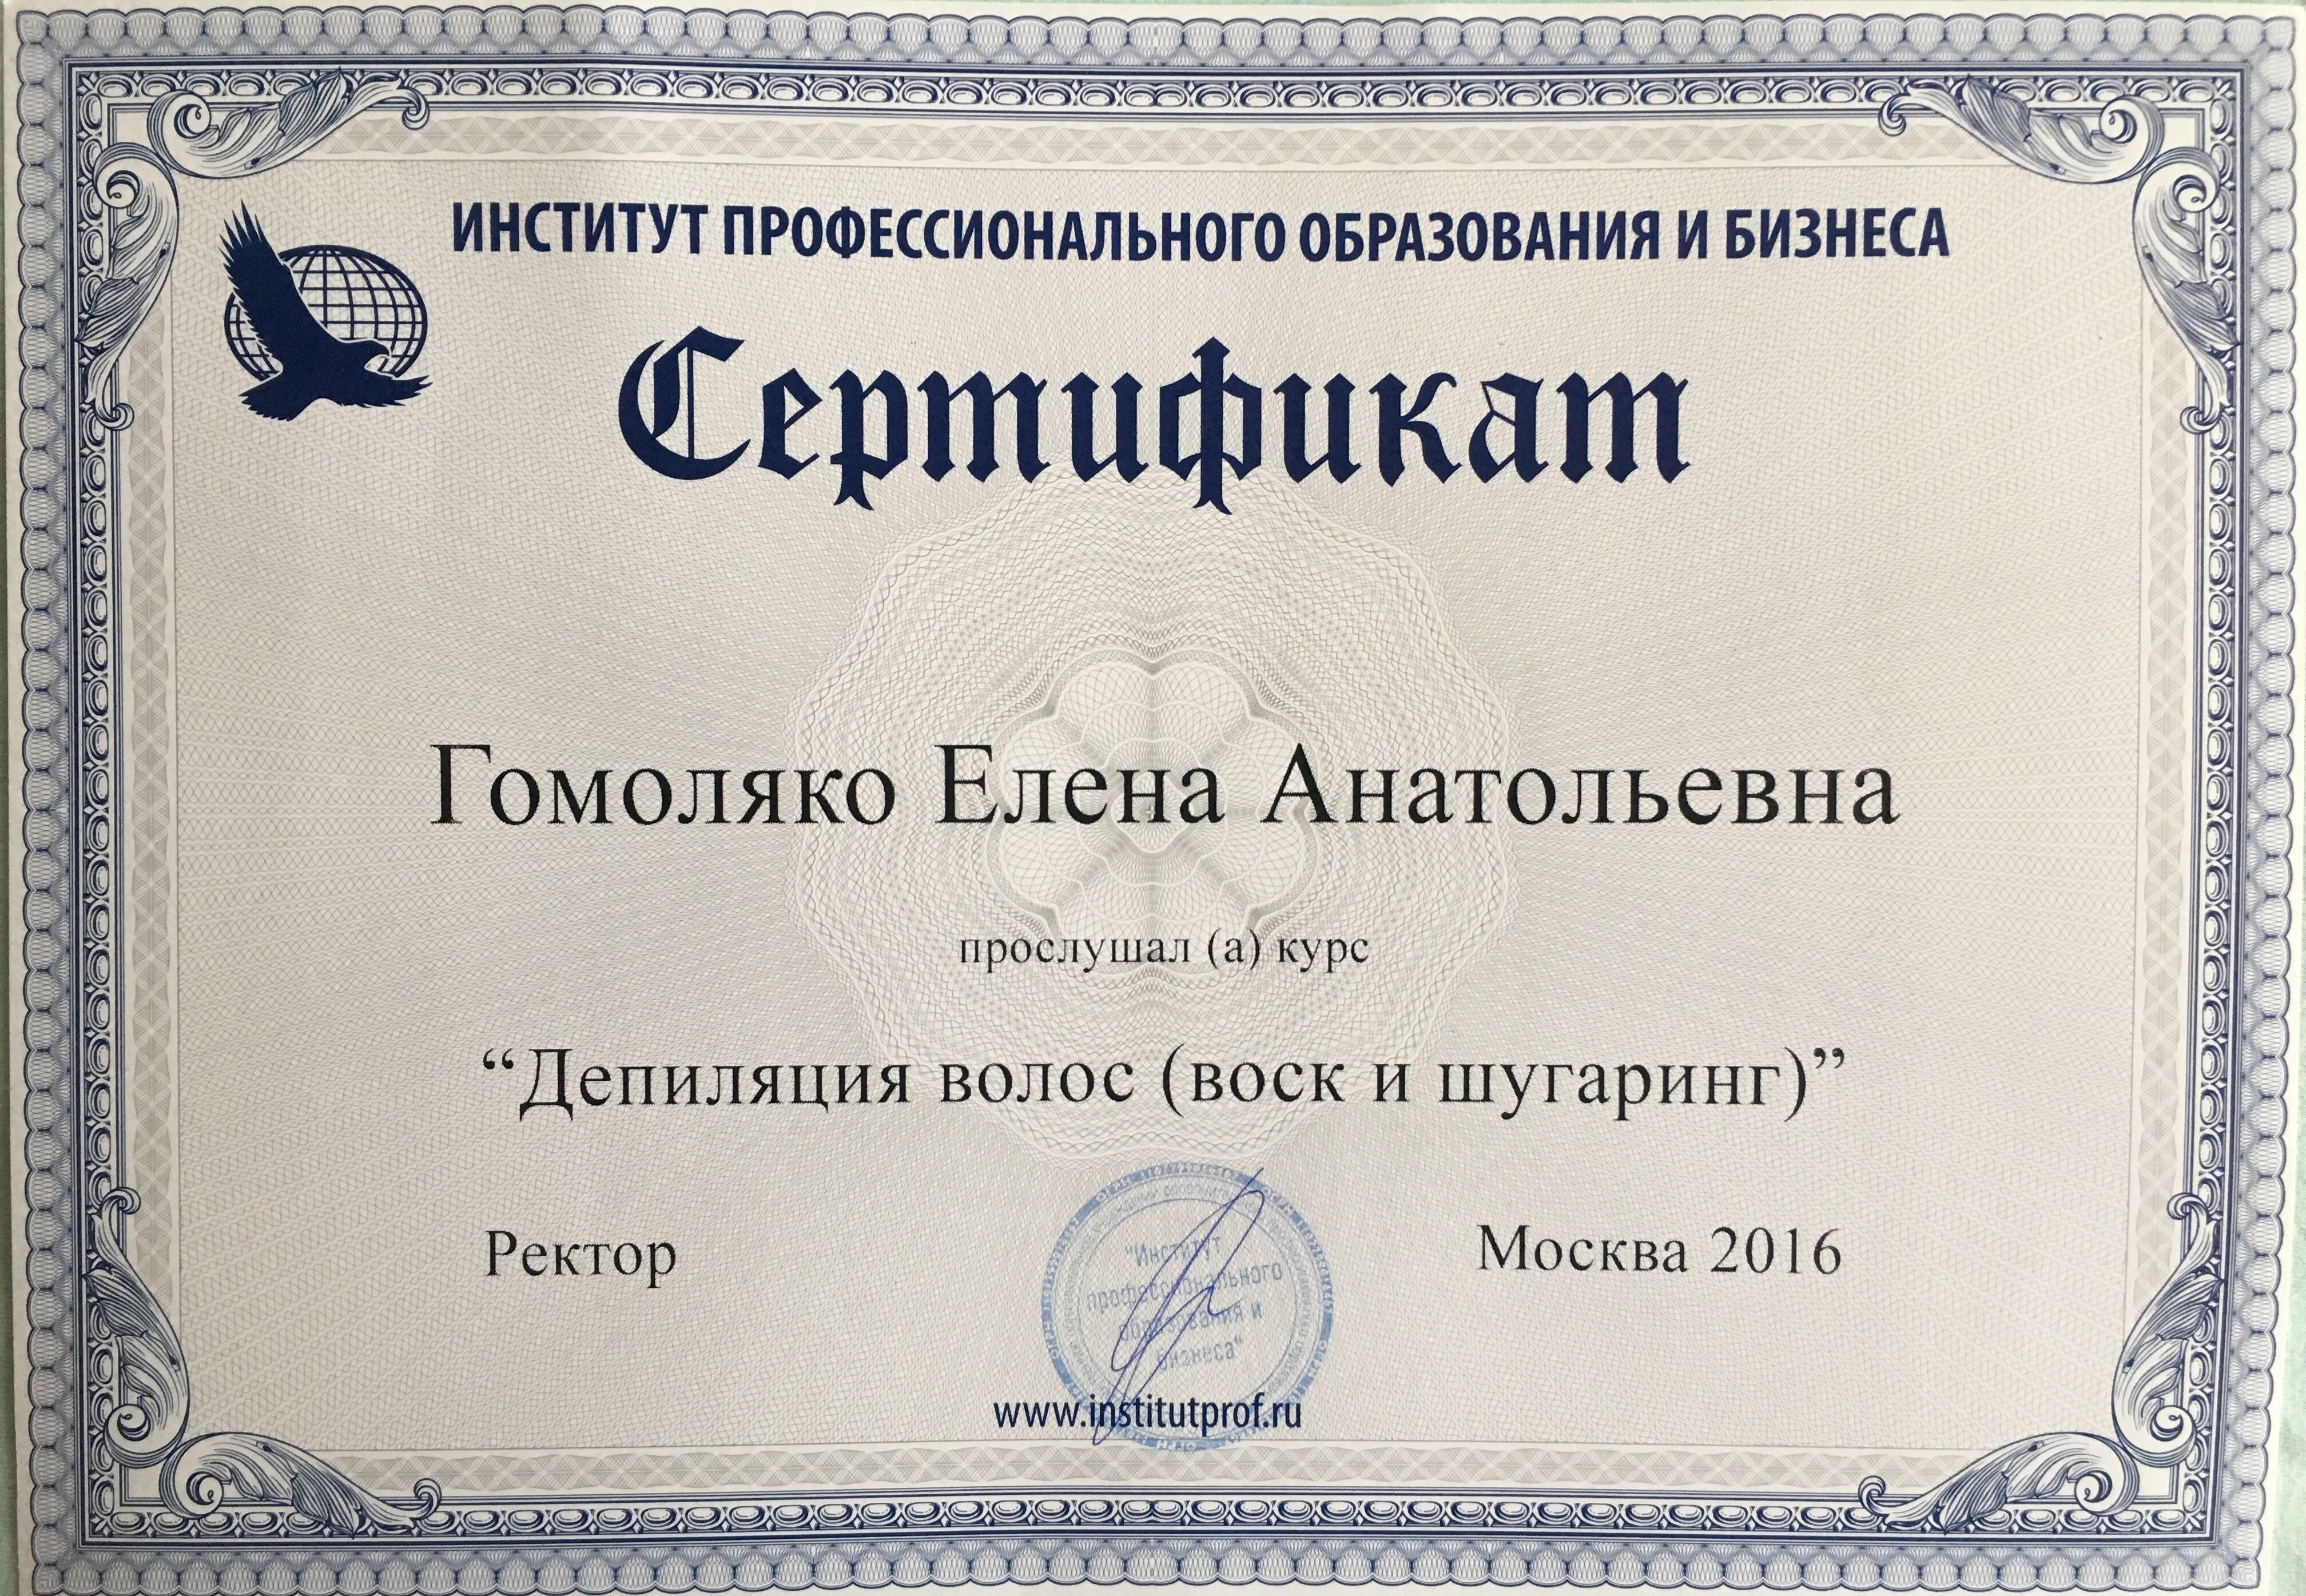 ИНСТИТУТ ПРОФЕССИОНАЛЬНОГО ОБРАЗОВАНИЯ И БИЗНЕСА
Сертификат
Гомоляко Елена Анатольевна
прослушал (а) курс
“Депиляция волос (воск и шугаринг)”
Ректор
Москва 2016
"Институт
профессионального
образования и
бизнеса"
www.institutprof.ru